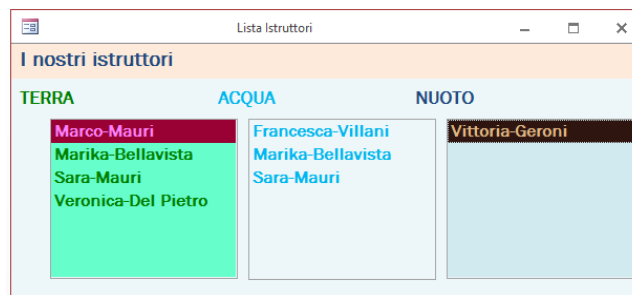 Lista Istruttori
I nostri istruttori
TERRA ACQUA NUOTO
Marco-Mauri Francesca-Villani Vittoria-Geroni
Marika-Bellavista Marika-Bellavista
Sara-Mauri Sara-Mauri
Veronica-Del Pietro